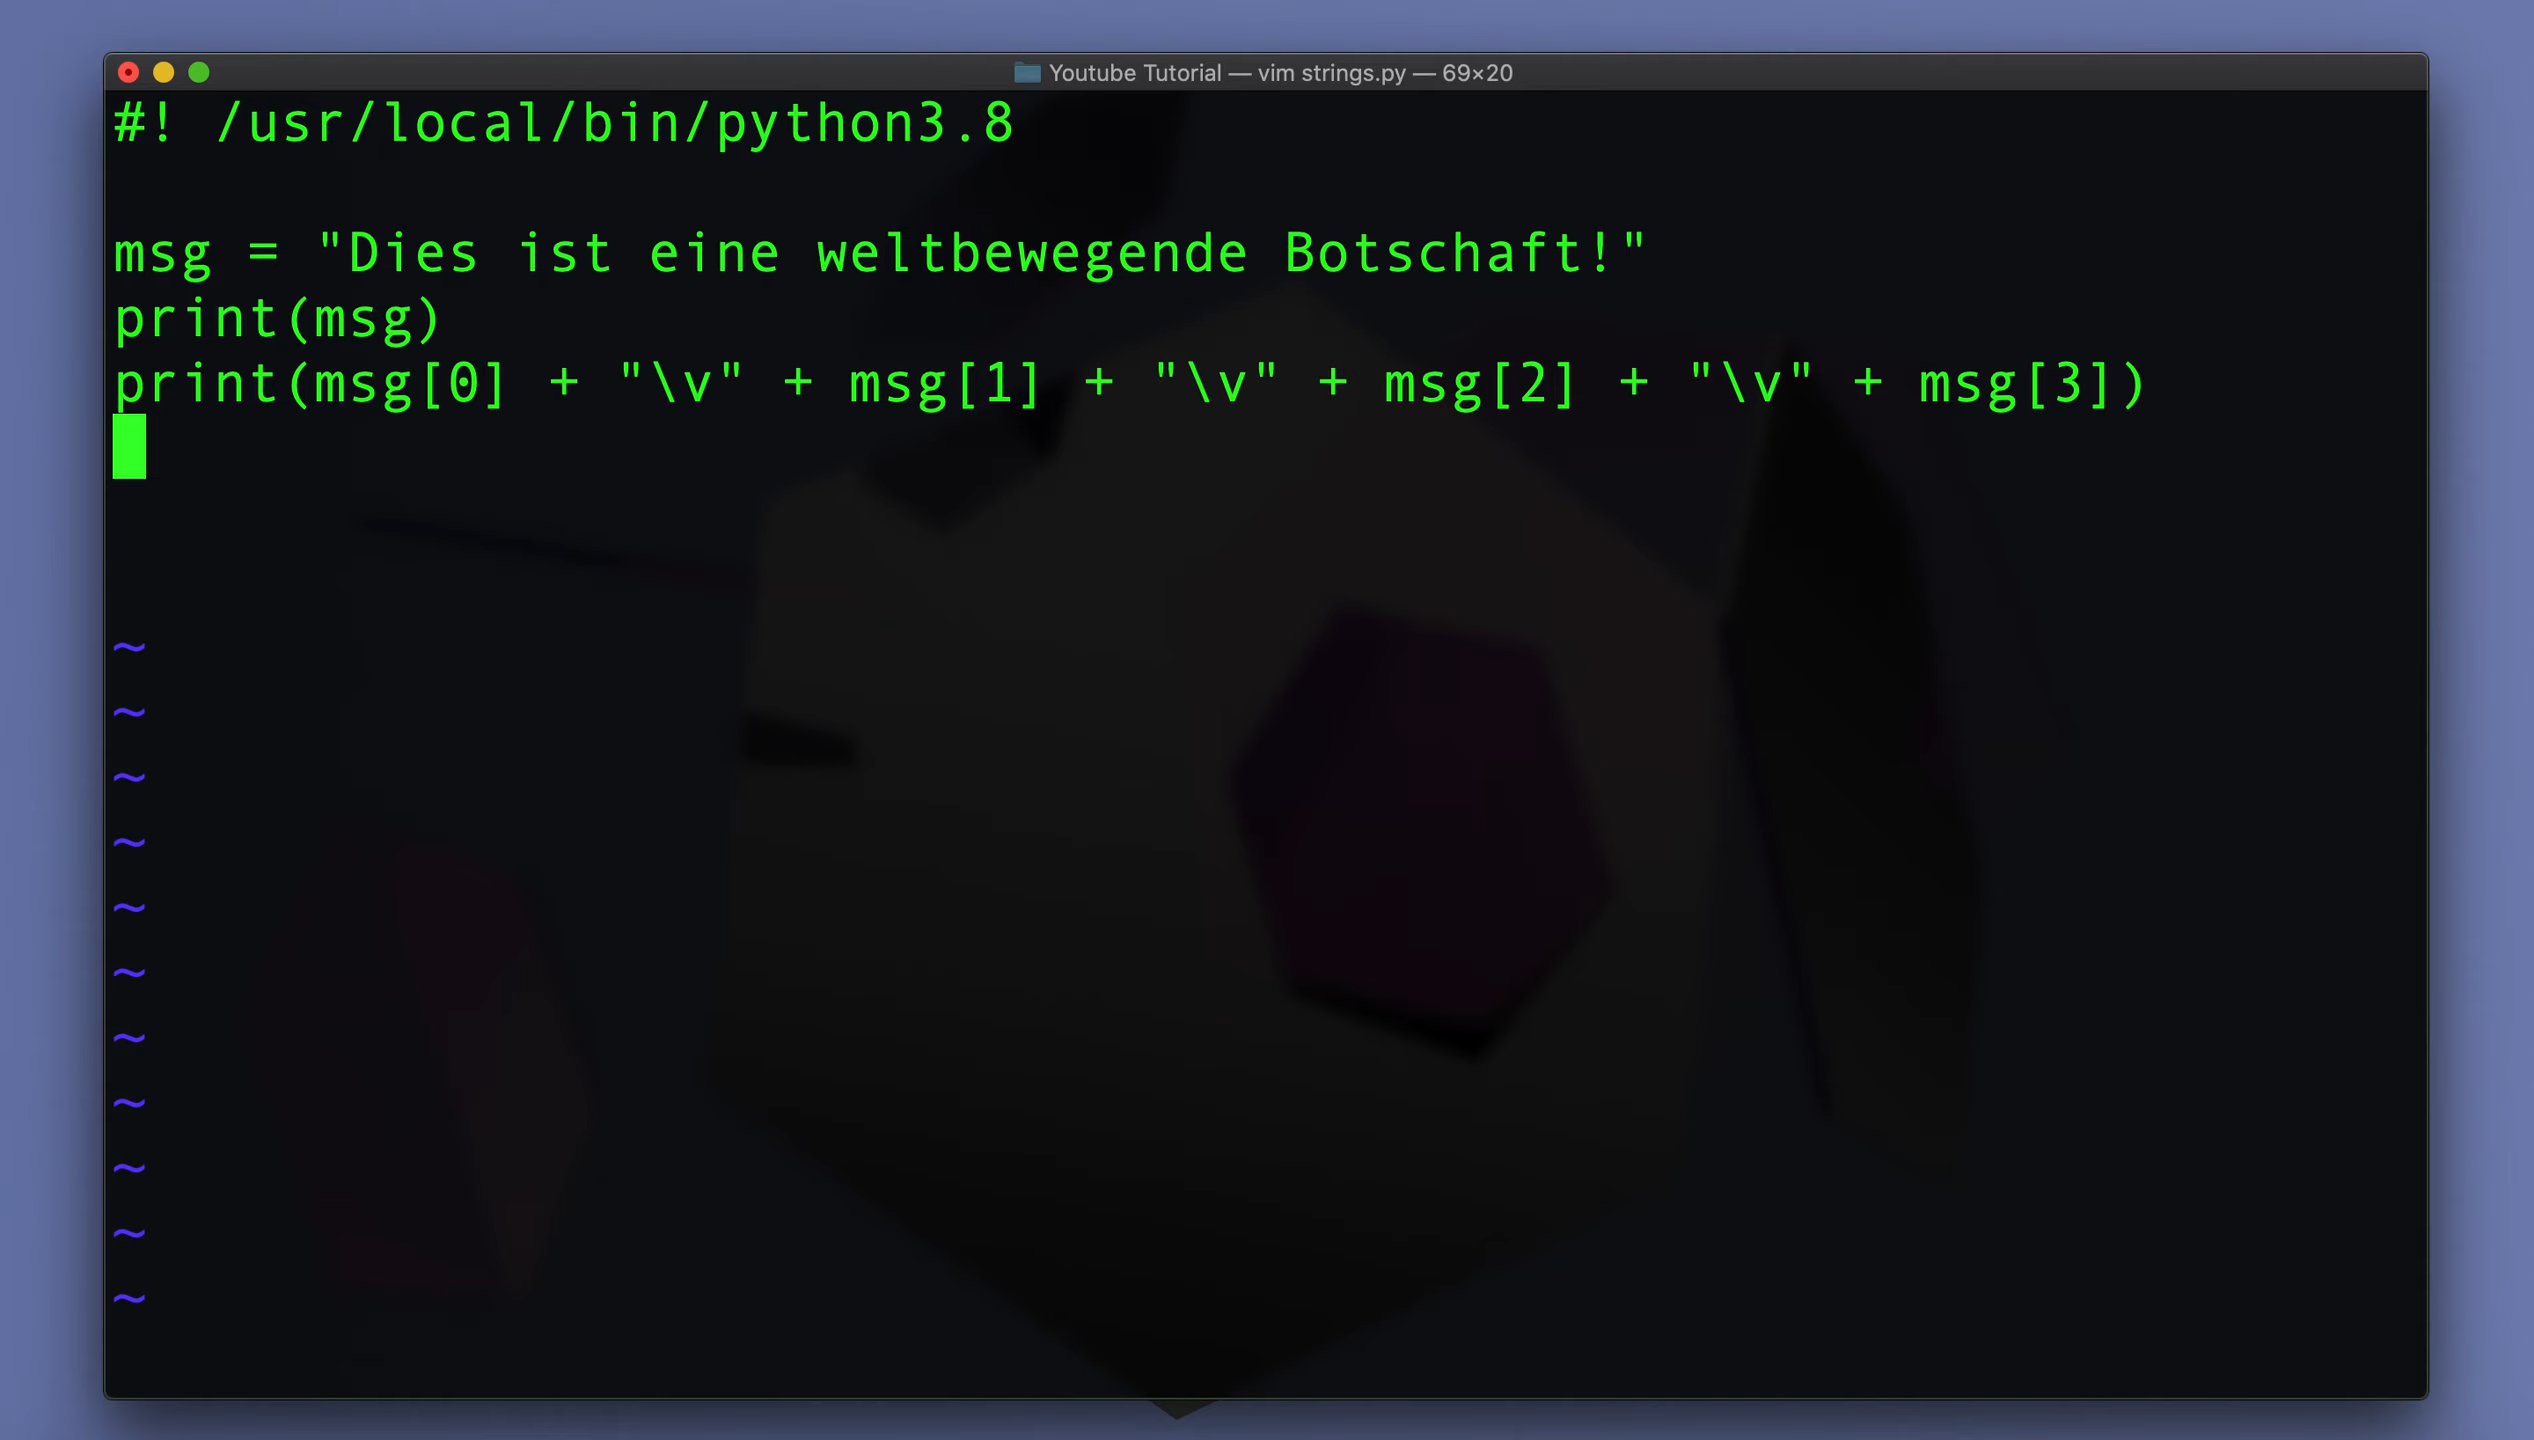 Youtube Tutorial — vim strings.py — 69×20
#! /usr/local/bin/python3.8
msg = "Dies ist eine weltbewegende Botschaft!"
print(msg)
print(msg[0] + "\v" + msg[1] + "\v" + msg[2] + "\v" + msg[3])
~
~
~
~
~
~
~
~
~
~
~